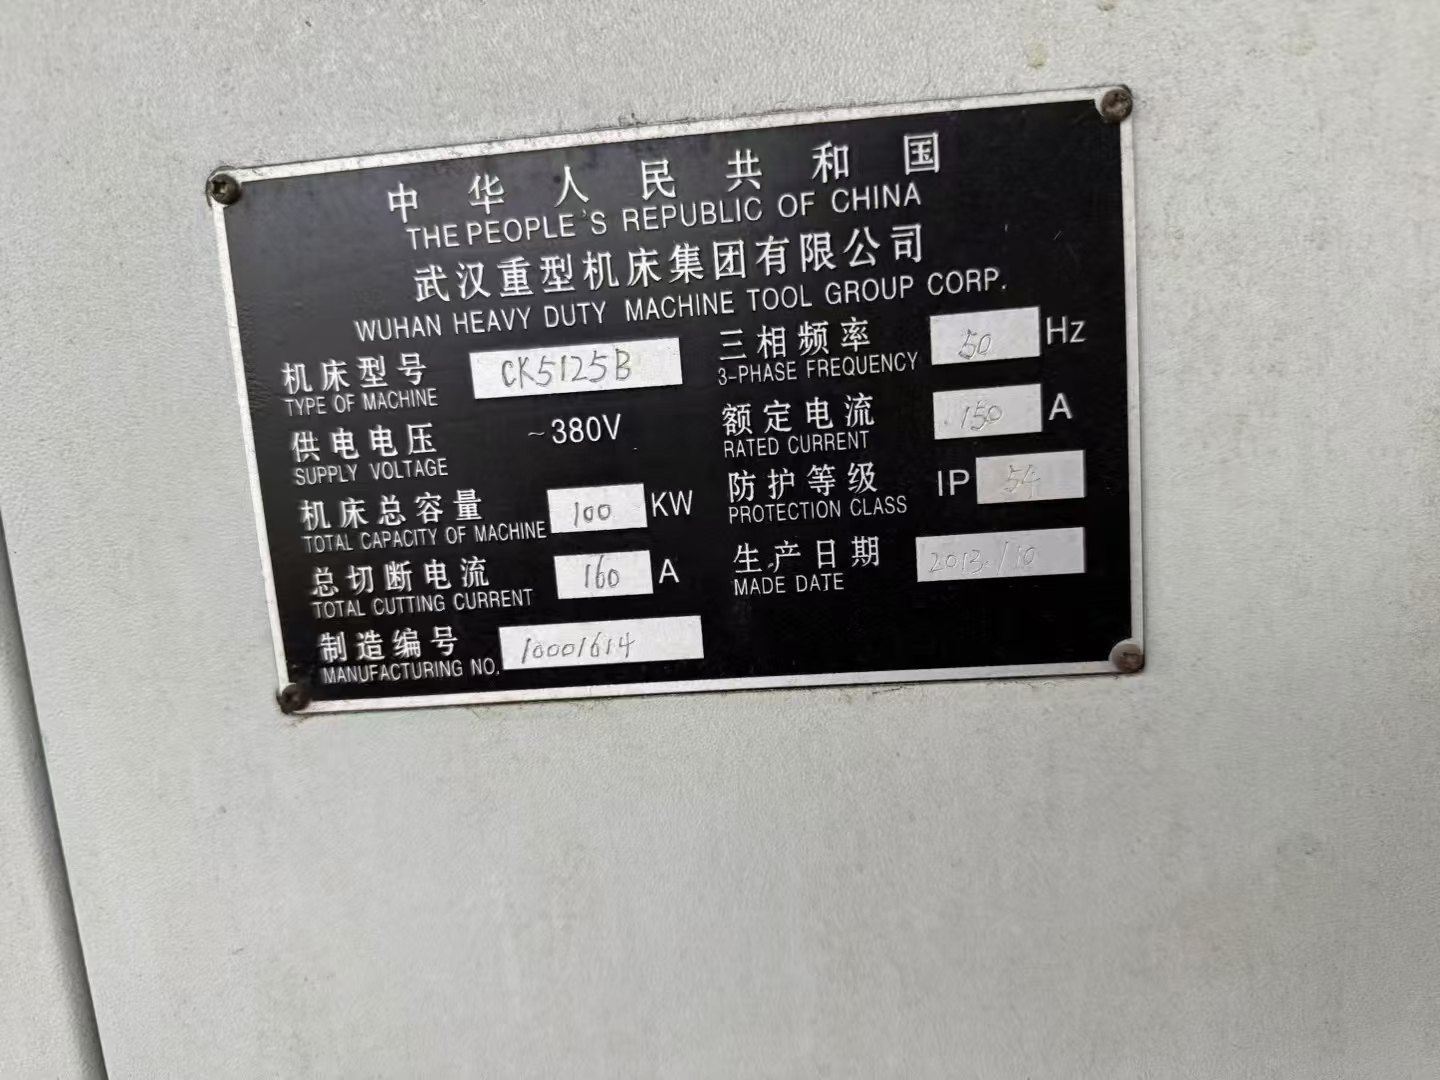 中华人民共和国
THE PEOPLE'S REPUBLIC OF CHINA
武汉重型机床集团有限公司
WUHAN HEAVY DUTY MACHINE TOOL GROUP CORP.
机床型号 CK5125B
TYPE OF MACHINE
供电电压 ~380V
SUPPLY VOLTAGE
机床总容量 100 KW
TOTAL CAPACITY OF MACHINE
总切断电流 160 A
TOTAL CUTTING CURRENT
制造编号 10001614
MANUFACTURING NO.
三相频率 50 Hz
3-PHASE FREQUENCY
额定电流 150 A
RATED CURRENT
防护等级 IP 54
PROTECTION CLASS
生产日期 2013.10
MADE DATE